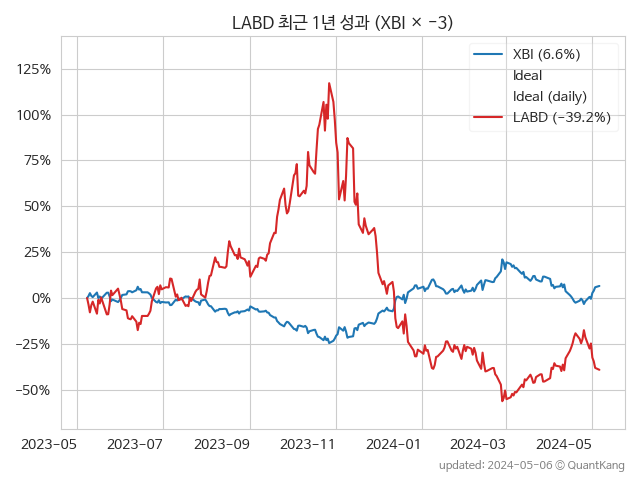 LABD 최근 1년 성과 (XBI × −3)
XBI (6.6%)
Ideal
Ideal (daily)
LABD (−39.2%)
125%
100%
75%
50%
25%
0%
−25%
−50%
2023-05 2023-07 2023-09 2023-11 2024-01 2024-03 2024-05
updated: 2024-05-06 © QuantKang